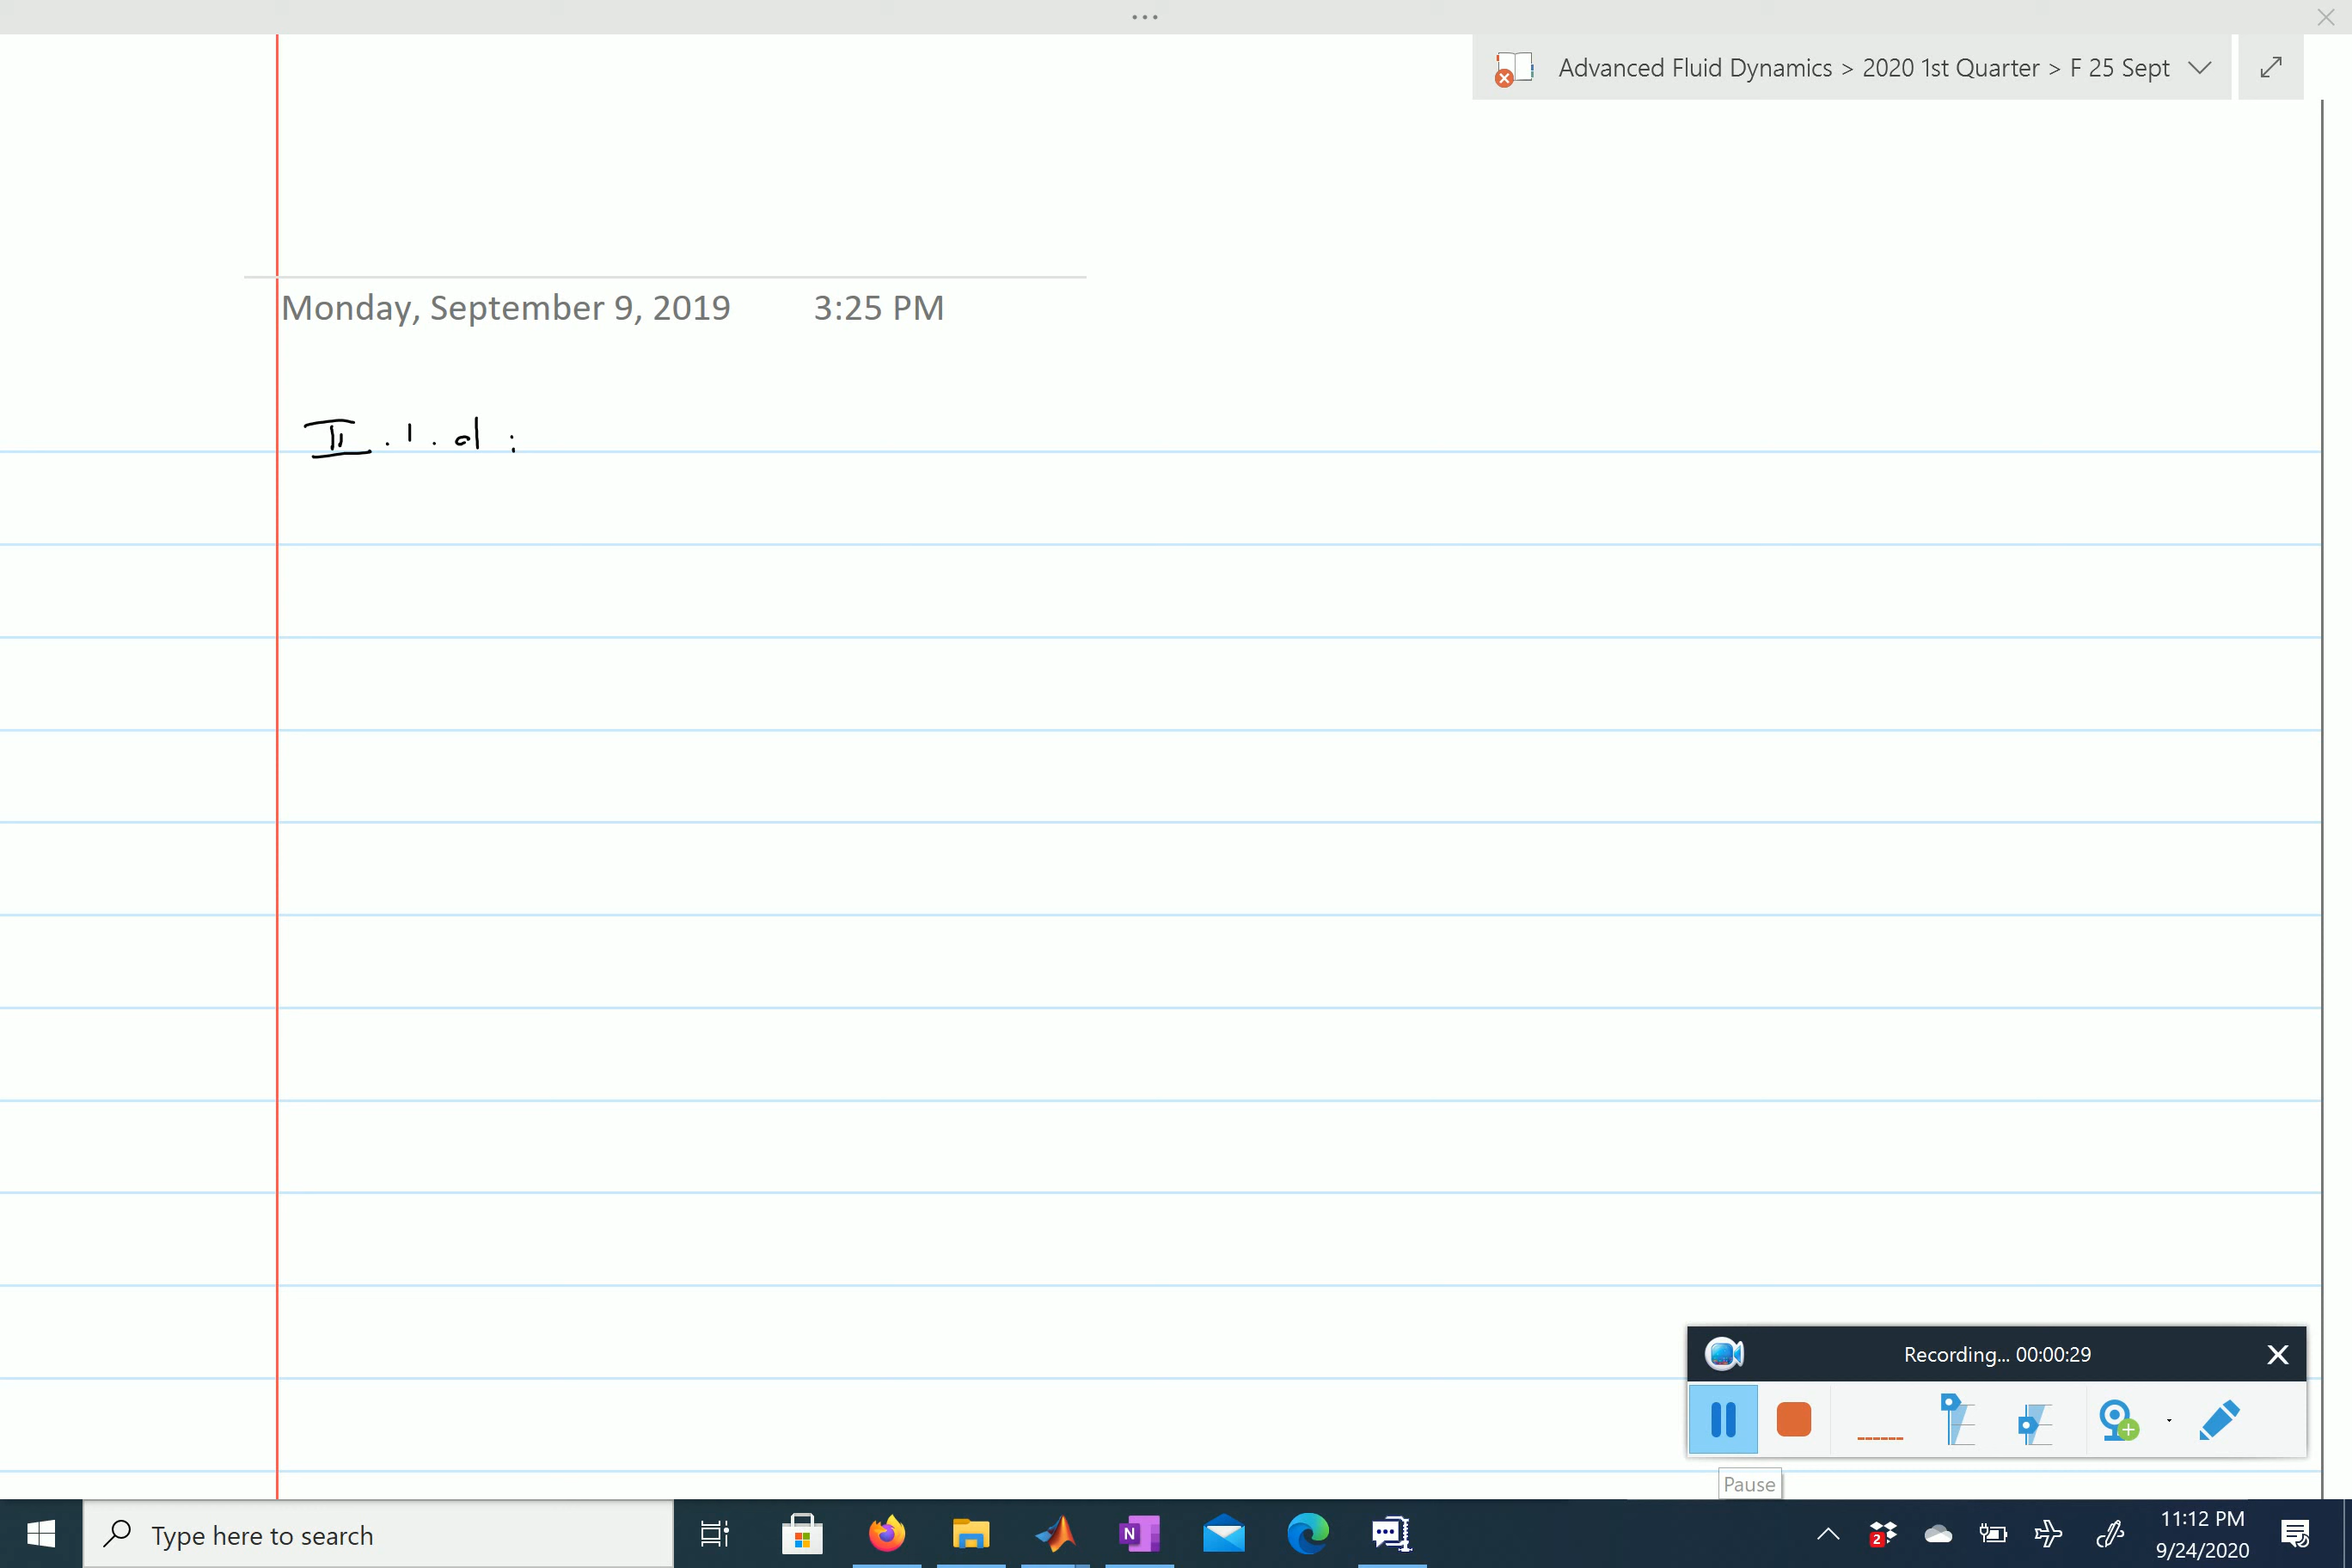 Advanced Fluid Dynamics > 2020 1st Quarter > F 25 Sept
Monday, September 9, 2019 3:25 PM
II.1.d:
Recording... 00:00:29
Pause
Type here to search
N
2
11:12 PM
9/24/2020